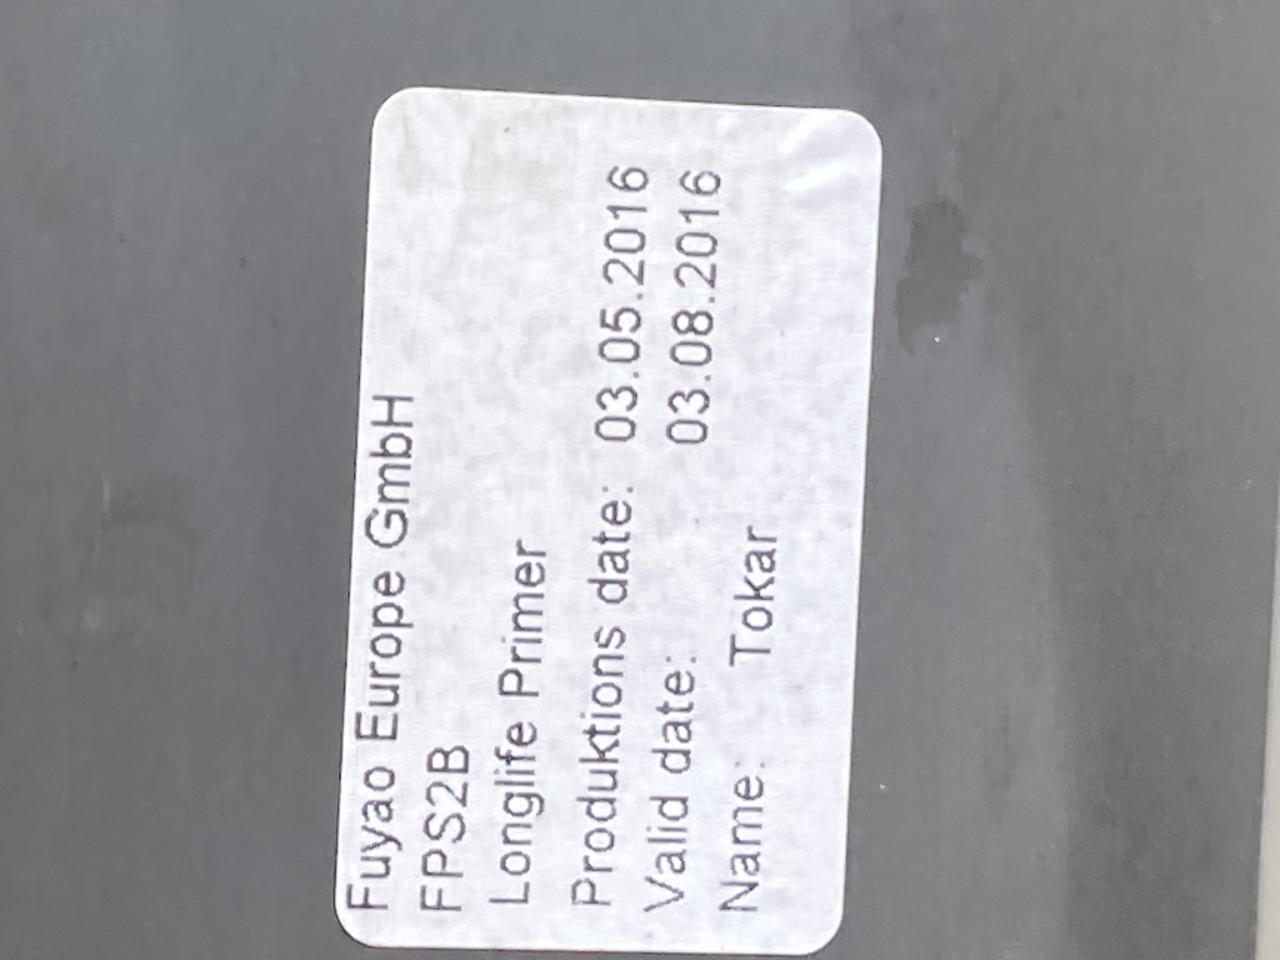 Fuyao Europe GmbH
FPS2B
Longlife Primer
Produktions date: 03.05.2016
Valid date: 03.08.2016
Name: Tokar